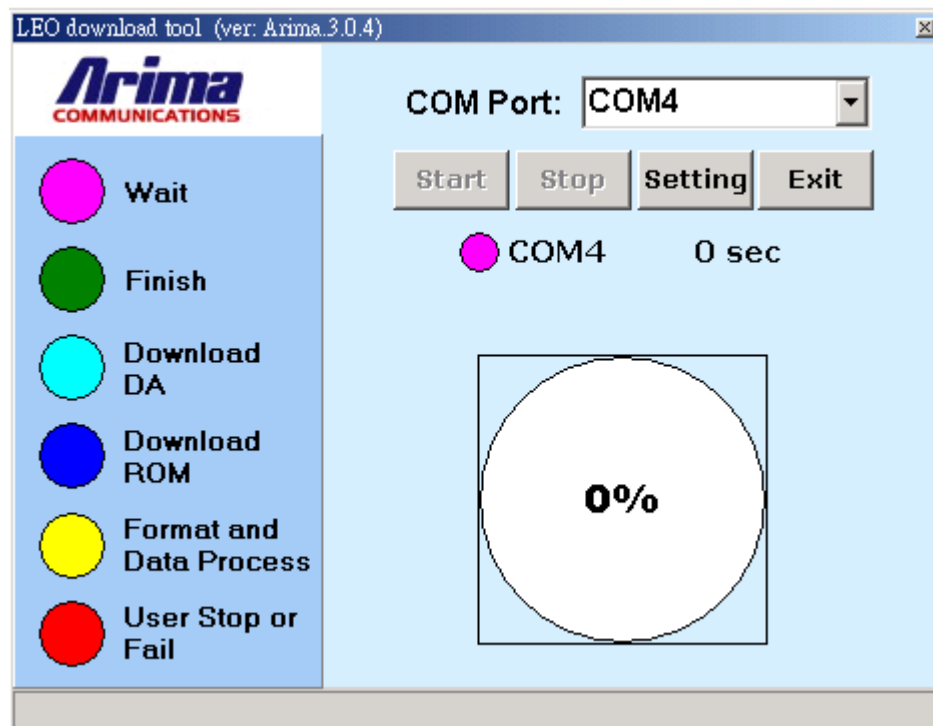 LEO download tool (ver: Arima.3.0.4)
Arima
COMMUNICATIONS
COM Port: COM4
Start Stop Setting Exit
COM4 0 sec
Wait
Finish
Download
DA
Download
ROM
Format and
Data Process
User Stop or
Fail
0%